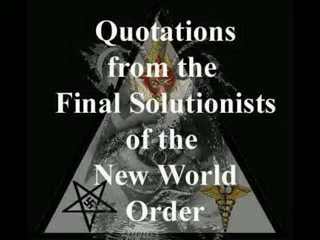 Quotations
from the
Final Solutionists
of the
New World
Order